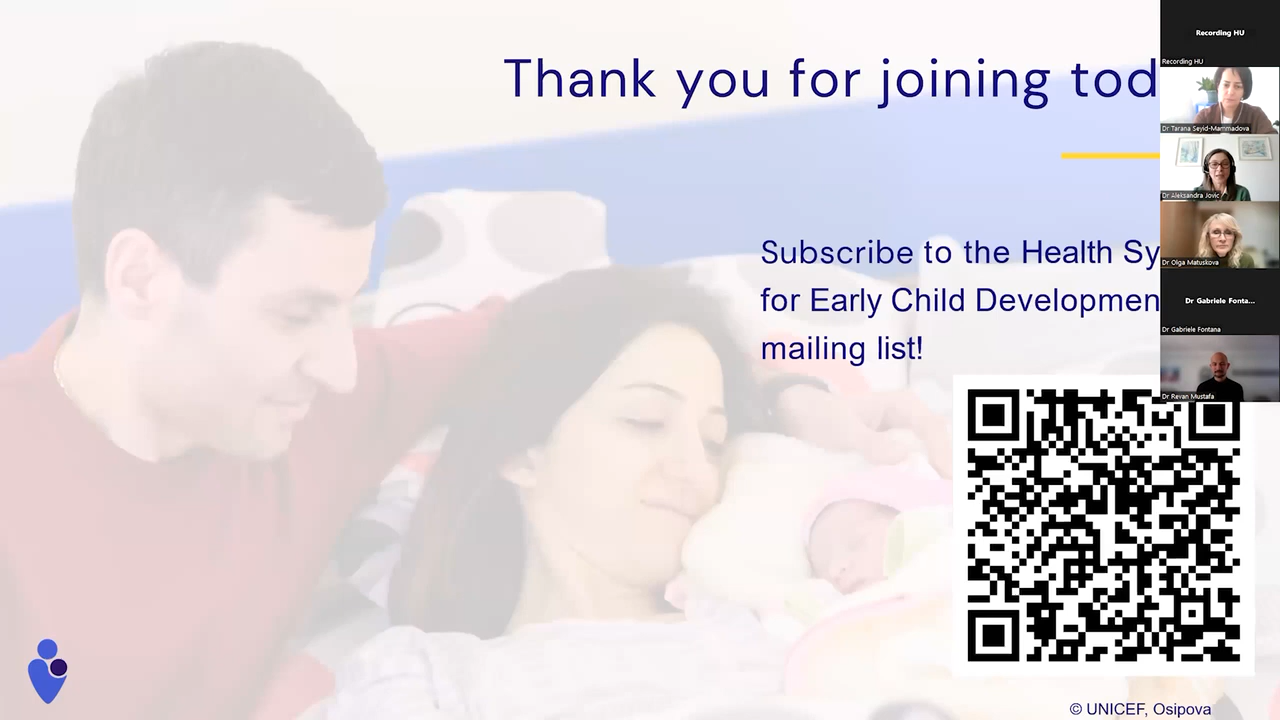 Thank you for joining tod
Subscribe to the Health Sy
for Early Child Developmen
mailing list!
© UNICEF, Osipova
Recording HU
Recording HU
Dr Tarana Seyid-Mammadova
Dr Aleksandra Jovic
Dr Olga Matuskova
Dr Gabriele Fonta...
Dr Gabriele Fontana
Dr Revan Mustafa